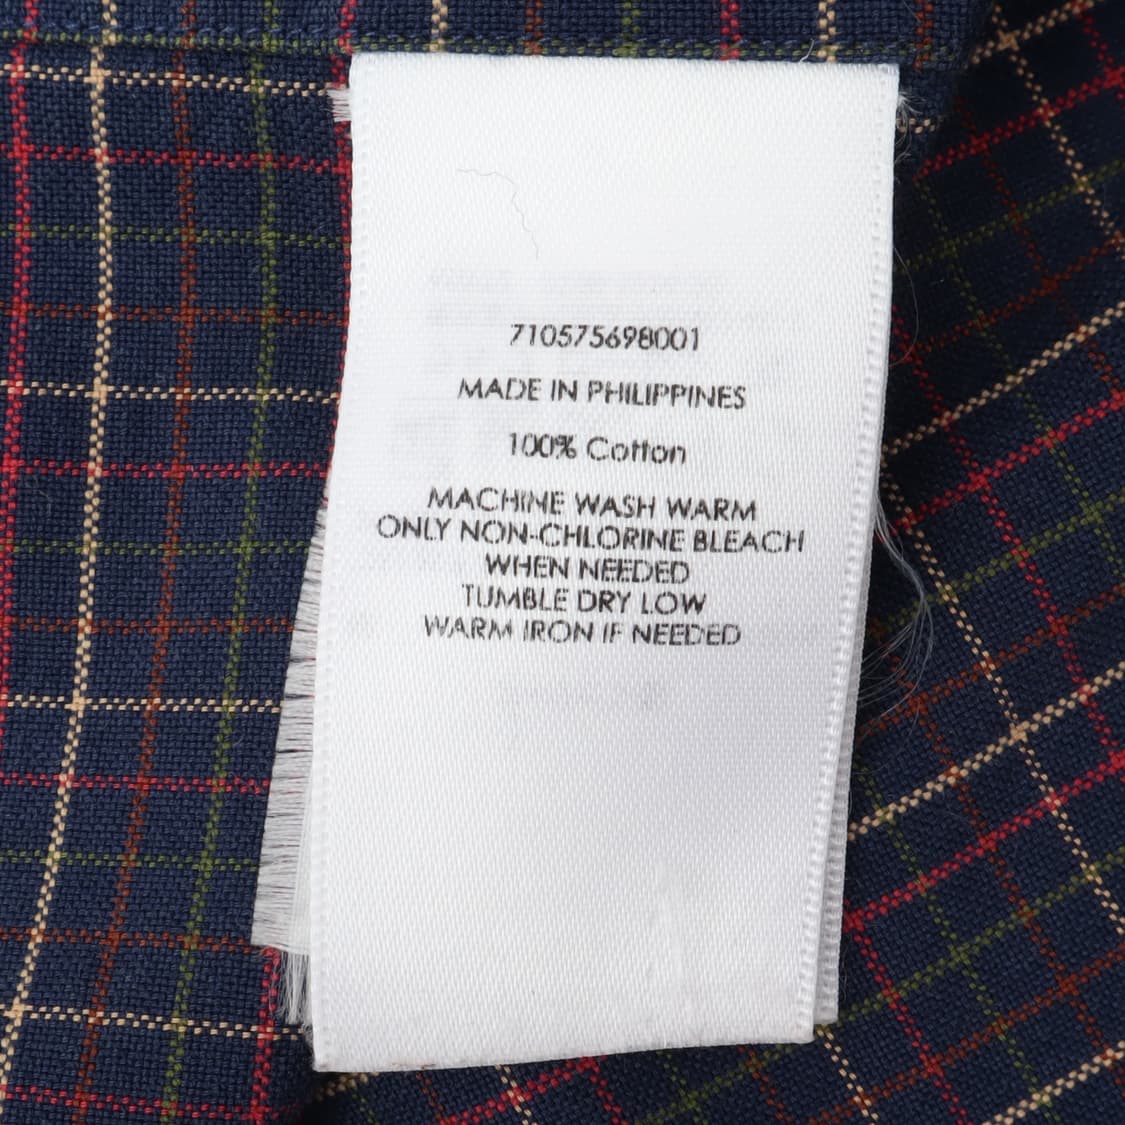 710575698001
MADE IN PHILIPPINES
100% Cotton
MACHINE WASH WARM
ONLY NON-CHLORINE BLEACH
WHEN NEEDED
TUMBLE DRY LOW
WARM IRON IF NEEDED